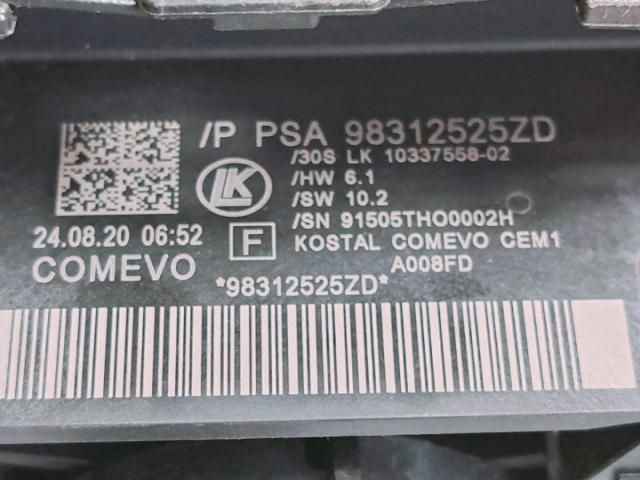 /P PSA 98312525ZD
/30S LK 10337558-02
/HW 6.1
/SW 10.2
/SN 91505THO0002H
KOSTAL COMEVO CEM1
A008FD
LK
24.08.20 06:52
F
COMEVO
*98312525ZD*